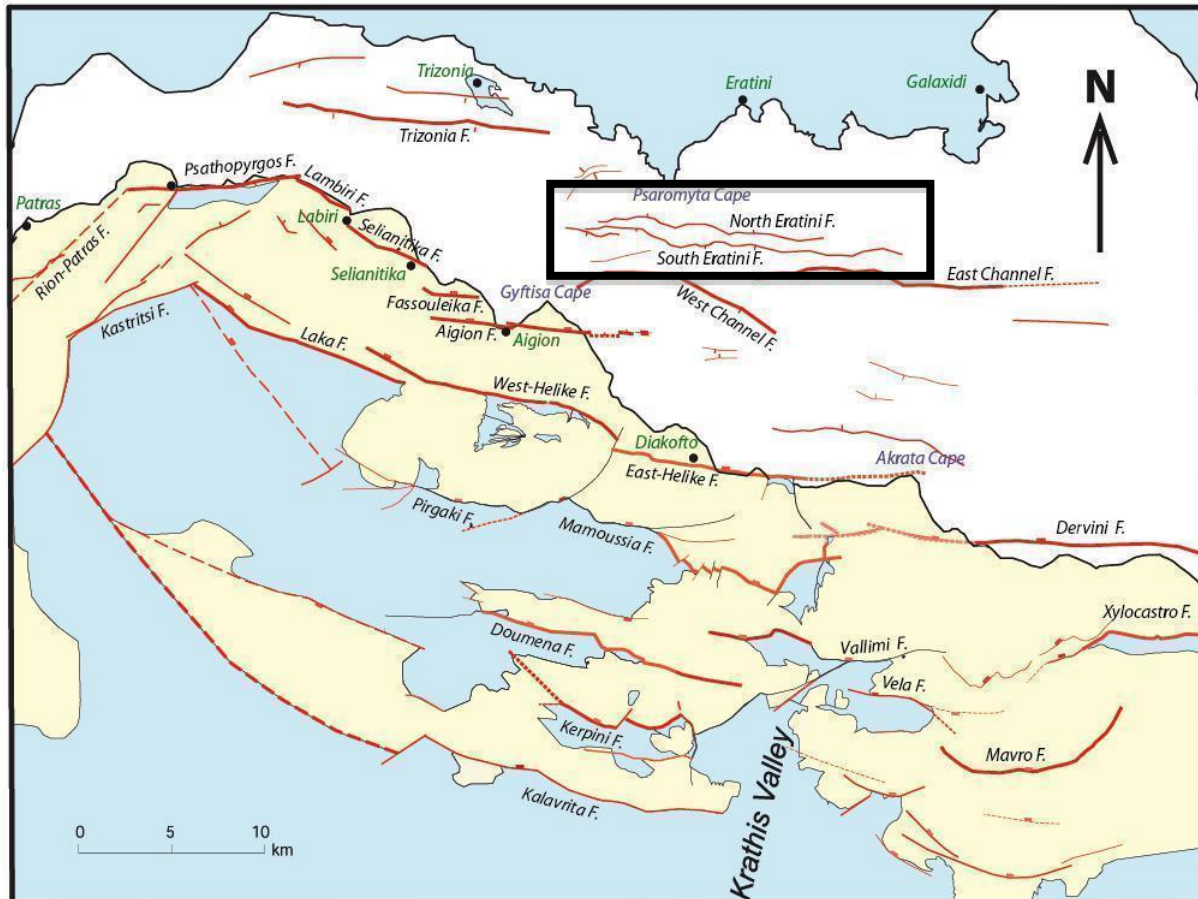 Trizonia
Eratini
Galaxidi
N
Trizonia F.
Psathopyrgos F.
Lambiri F.
Patras
Psaromyta Cape
Labiri
Selianitika F.
North Eratini F.
Rion-Patras F.
South Eratini F.
Selianitika
East Channel F.
Gyftisa Cape
West Channel F.
Fassouleika F.
Kastritsi F.
Aigion F.
Aigion
Laka F.
West-Helike F.
Diakofto
Akrata Cape
East-Helike F.
Pirgaki F.
Mamoussia F.
Dervini F.
Xylocastro F.
Doumena F.
Vallimi F.
Vela F.
Kerpini F.
Mavro F.
Krathis Valley
Kalavrita F.
0 5 10
km